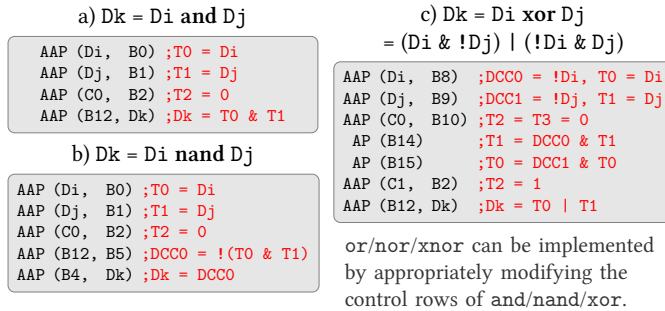 a) Dk = Di and Dj
AAP (Di, B0) ;T0 = Di
AAP (Dj, B1) ;T1 = Dj
AAP (C0, B2) ;T2 = 0
AAP (B12, Dk) ;Dk = T0 & T1
b) Dk = Di nand Dj
AAP (Di, B0) ;T0 = Di
AAP (Dj, B1) ;T1 = Dj
AAP (C0, B2) ;T2 = 0
AAP (B12, B5) ;DCC0 = !(T0 & T1)
AAP (B4, Dk) ;Dk = DCC0
c) Dk = Di xor Dj
= (Di & !Dj) | (!Di & Dj)
AAP (Di, B8) ;DCC0 = !Di, T0 = Di
AAP (Dj, B9) ;DCC1 = !Dj, T1 = Dj
AAP (C0, B10) ;T2 = T3 = 0
AP (B14) ;T1 = DCC0 & T1
AP (B15) ;T0 = DCC1 & T0
AAP (C1, B2) ;T2 = 1
AAP (B12, Dk) ;Dk = T0 | T1
or/nor/xnor can be implemented
by appropriately modifying the
control rows of and/nand/xor.